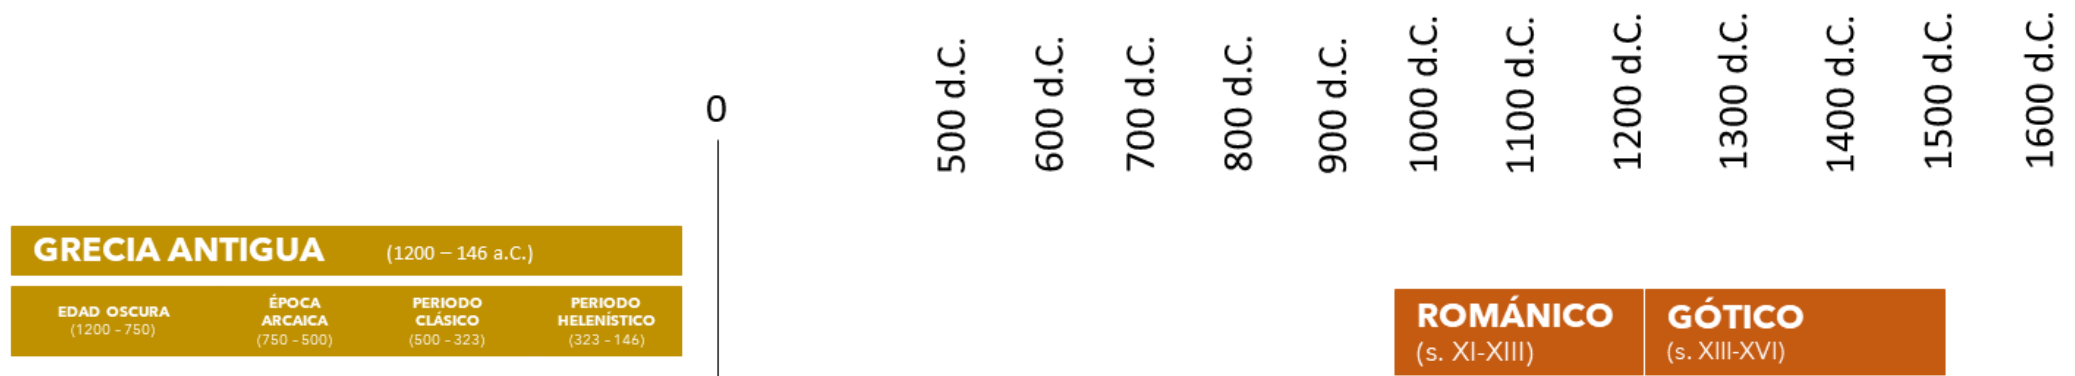 0
500 d.C.
600 d.C.
700 d.C.
800 d.C.
900 d.C.
1000 d.C.
1100 d.C.
1200 d.C.
1300 d.C.
1400 d.C.
1500 d.C.
1600 d.C.
GRECIA ANTIGUA (1200 – 146 a.C.)
EDAD OSCURA
(1200 - 750)
ÉPOCA
ARCAICA
(750 - 500)
PERIODO
CLÁSICO
(500 - 323)
PERIODO
HELENÍSTICO
(323 - 146)
ROMÁNICO
(s. XI-XIII)
GÓTICO
(s. XIII-XVI)